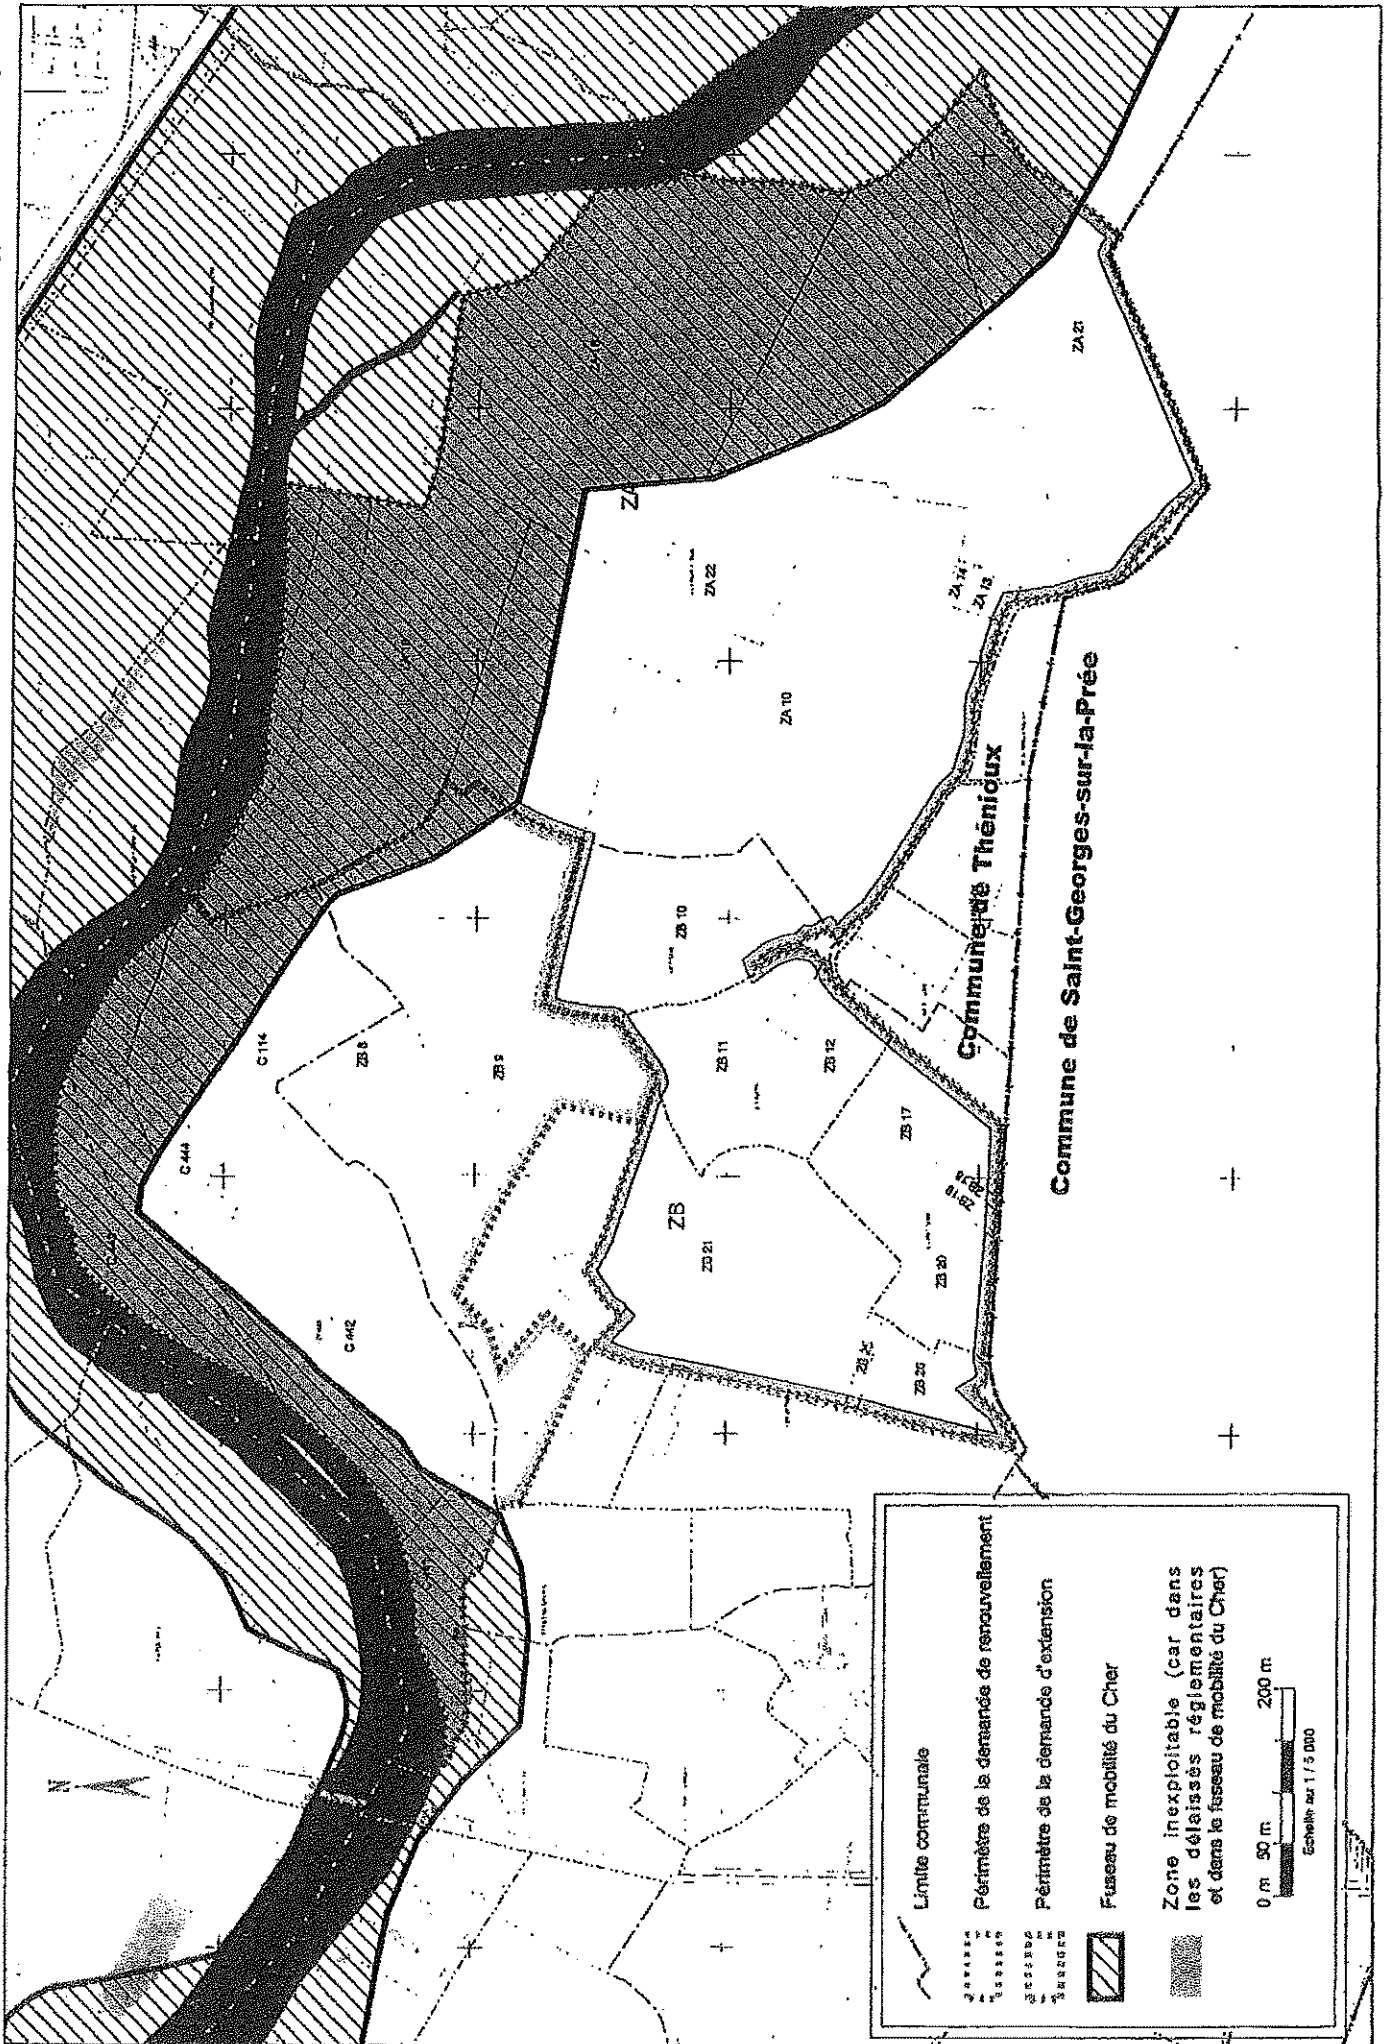 C 444
C 114
C 442
ZB 8
ZB 9
ZB
ZB 21
ZB 10
ZB 11
ZB 12
ZB 17
ZB 20
ZA 22
ZA 10
ZA 21
ZA 14
ZA 13
Commune de Thénioux
Commune de Saint-Georges-sur-la-Prée
N
Limite communale
Périmètre de la demande de renouvellement
Périmètre de la demande d'extension
Fuseau de mobilité du Cher
Zone inexploitable (car dans
les délaissés réglementaires
et dans le fuseau de mobilité du Cher)
0 m 50 m 200 m
Echelle au 1 / 5 000